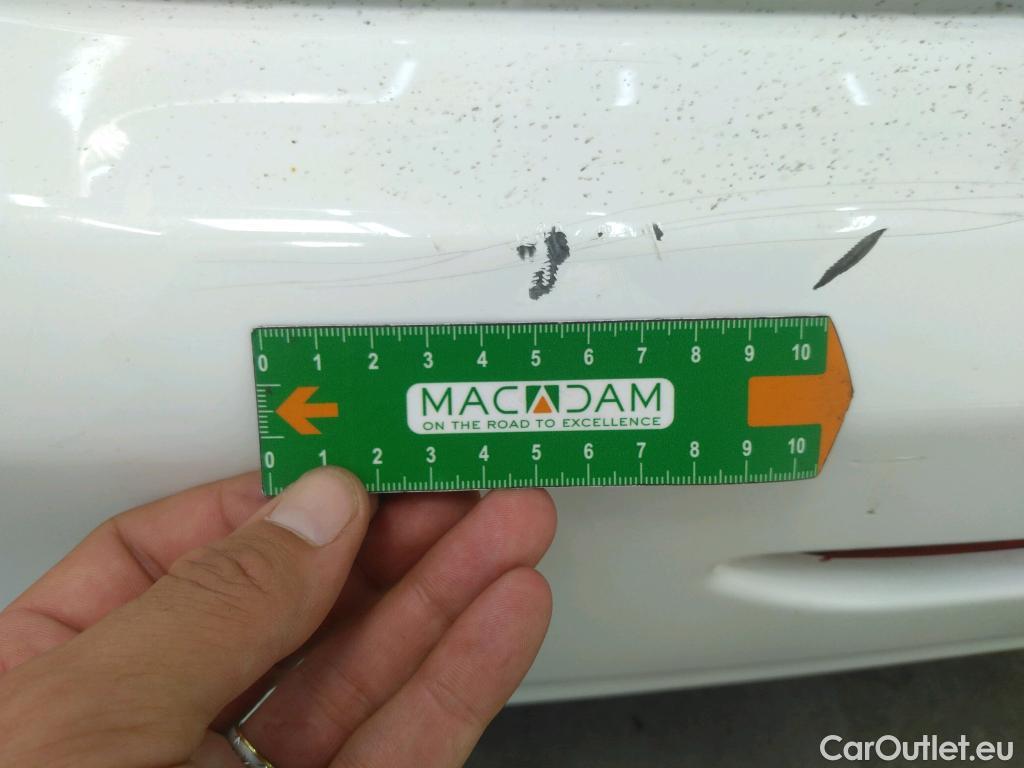 0 1 2 3 4 5 6 7 8 9 10
MACADAM
ON THE ROAD TO EXCELLENCE
0 1 2 3 4 5 6 7 8 9 10
CarOutlet.eu